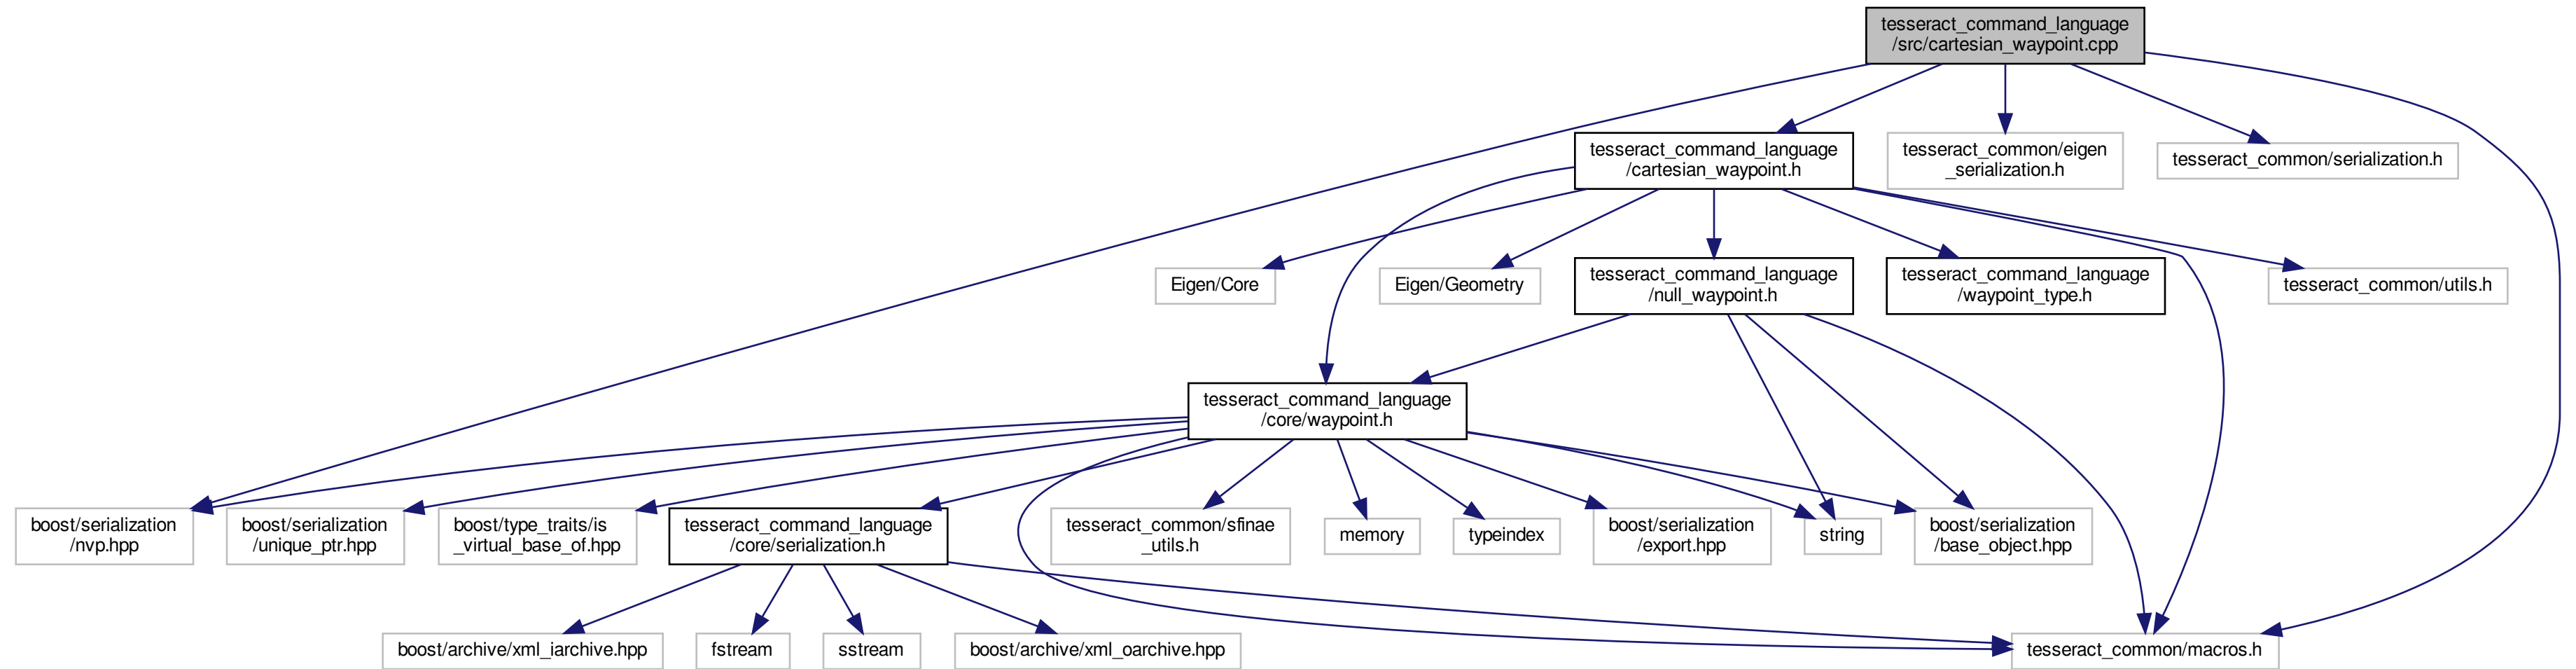 tesseract_command_language
/src/cartesian_waypoint.cpp
tesseract_command_language
/cartesian_waypoint.h
tesseract_common/eigen
_serialization.h
tesseract_common/serialization.h
Eigen/Core
Eigen/Geometry
tesseract_command_language
/null_waypoint.h
tesseract_command_language
/waypoint_type.h
tesseract_common/utils.h
tesseract_command_language
/core/waypoint.h
boost/serialization
/nvp.hpp
boost/serialization
/unique_ptr.hpp
boost/type_traits/is
_virtual_base_of.hpp
tesseract_command_language
/core/serialization.h
tesseract_common/sfinae
_utils.h
memory
typeindex
boost/serialization
/export.hpp
string
boost/serialization
/base_object.hpp
boost/archive/xml_iarchive.hpp
fstream
sstream
boost/archive/xml_oarchive.hpp
tesseract_common/macros.h